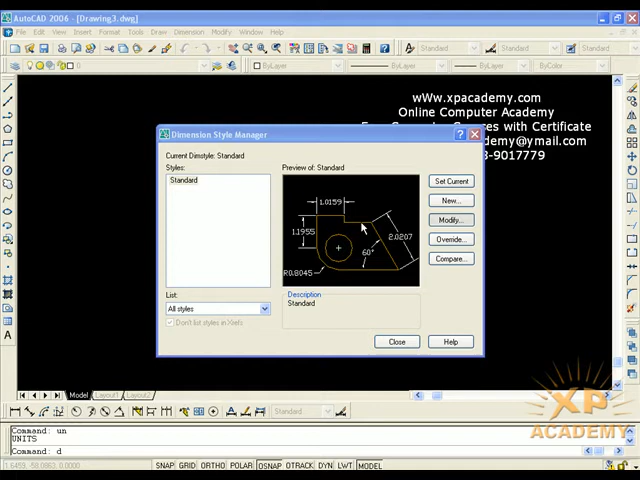 AutoCAD 2006 - [Drawing3.dwg]
File Edit View Insert Format Tools Draw Dimension Modify Window Help
Standard Standard Standard
0 ByLayer ByLayer ByLayer ByColor
wWw.xpacademy.com
Online Computer Academy
with Certificate
@ymail.com
-9017779
Dimension Style Manager
Current Dimstyle: Standard
Styles:
Standard
Preview of: Standard
1.0159
1.1955
2.0207
60°
R0.8045
Set Current
New...
Modify...
Override...
Compare...
List:
All styles
Don't list styles in Xrefs
Description
Standard
Close
Help
Model Layout1 Layout2
Standard
XP
ACADEMY
Command: un
UNITS
Command: d
SNAP GRID ORTHO POLAR OSNAP OTRACK DYN LWT MODEL